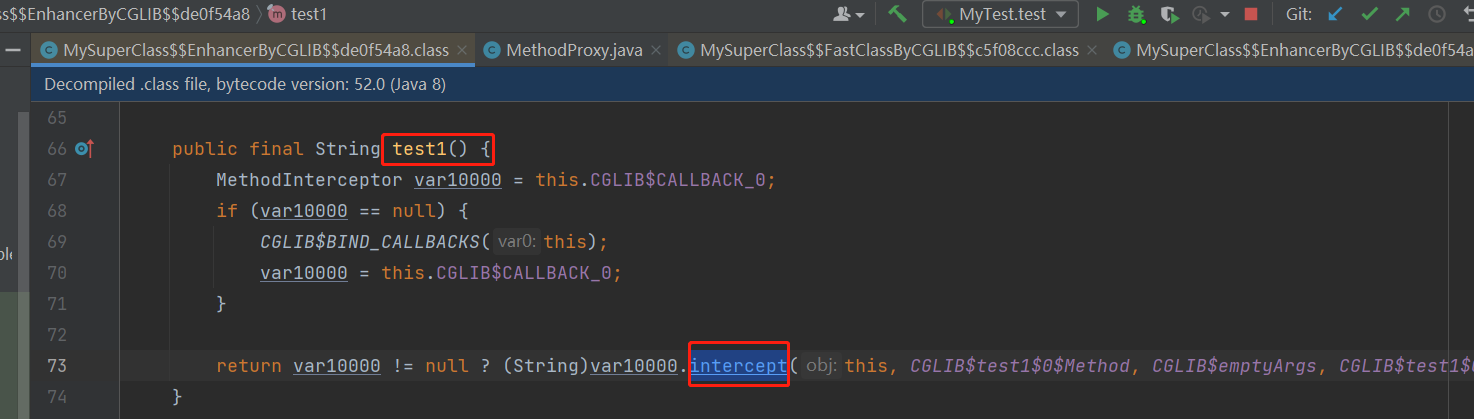 s$$EnhancerByCGLIB$$de0f54a8 > test1 MyTest.test Git:
MySuperClass$$EnhancerByCGLIB$$de0f54a8.class MethodProxy.java MySuperClass$$FastClassByCGLIB$$c5f08ccc.class MySuperClass$$EnhancerByCGLIB$$de0f54a
Decompiled .class file, bytecode version: 52.0 (Java 8)
65
66 public final String test1() {
67 MethodInterceptor var10000 = this.CGLIB$CALLBACK_0;
68 if (var10000 == null) {
69 CGLIB$BIND_CALLBACKS( var0: this);
70 var10000 = this.CGLIB$CALLBACK_0;
71 }
72
73 return var10000 != null ? (String)var10000.intercept( obj: this, CGLIB$test1$0$Method, CGLIB$emptyArgs, CGLIB$test1$
74 }